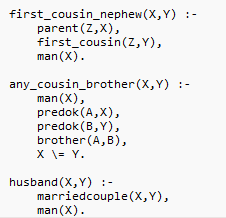 first_cousin_nephew(X,Y) :-
    parent(Z,X),
    first_cousin(Z,Y),
    man(X).

any_cousin_brother(X,Y) :-
    man(X),
    predok(A,X),
    predok(B,Y),
    brother(A,B),
    X \= Y.

husband(X,Y) :-
    marriedcouple(X,Y),
    man(X).